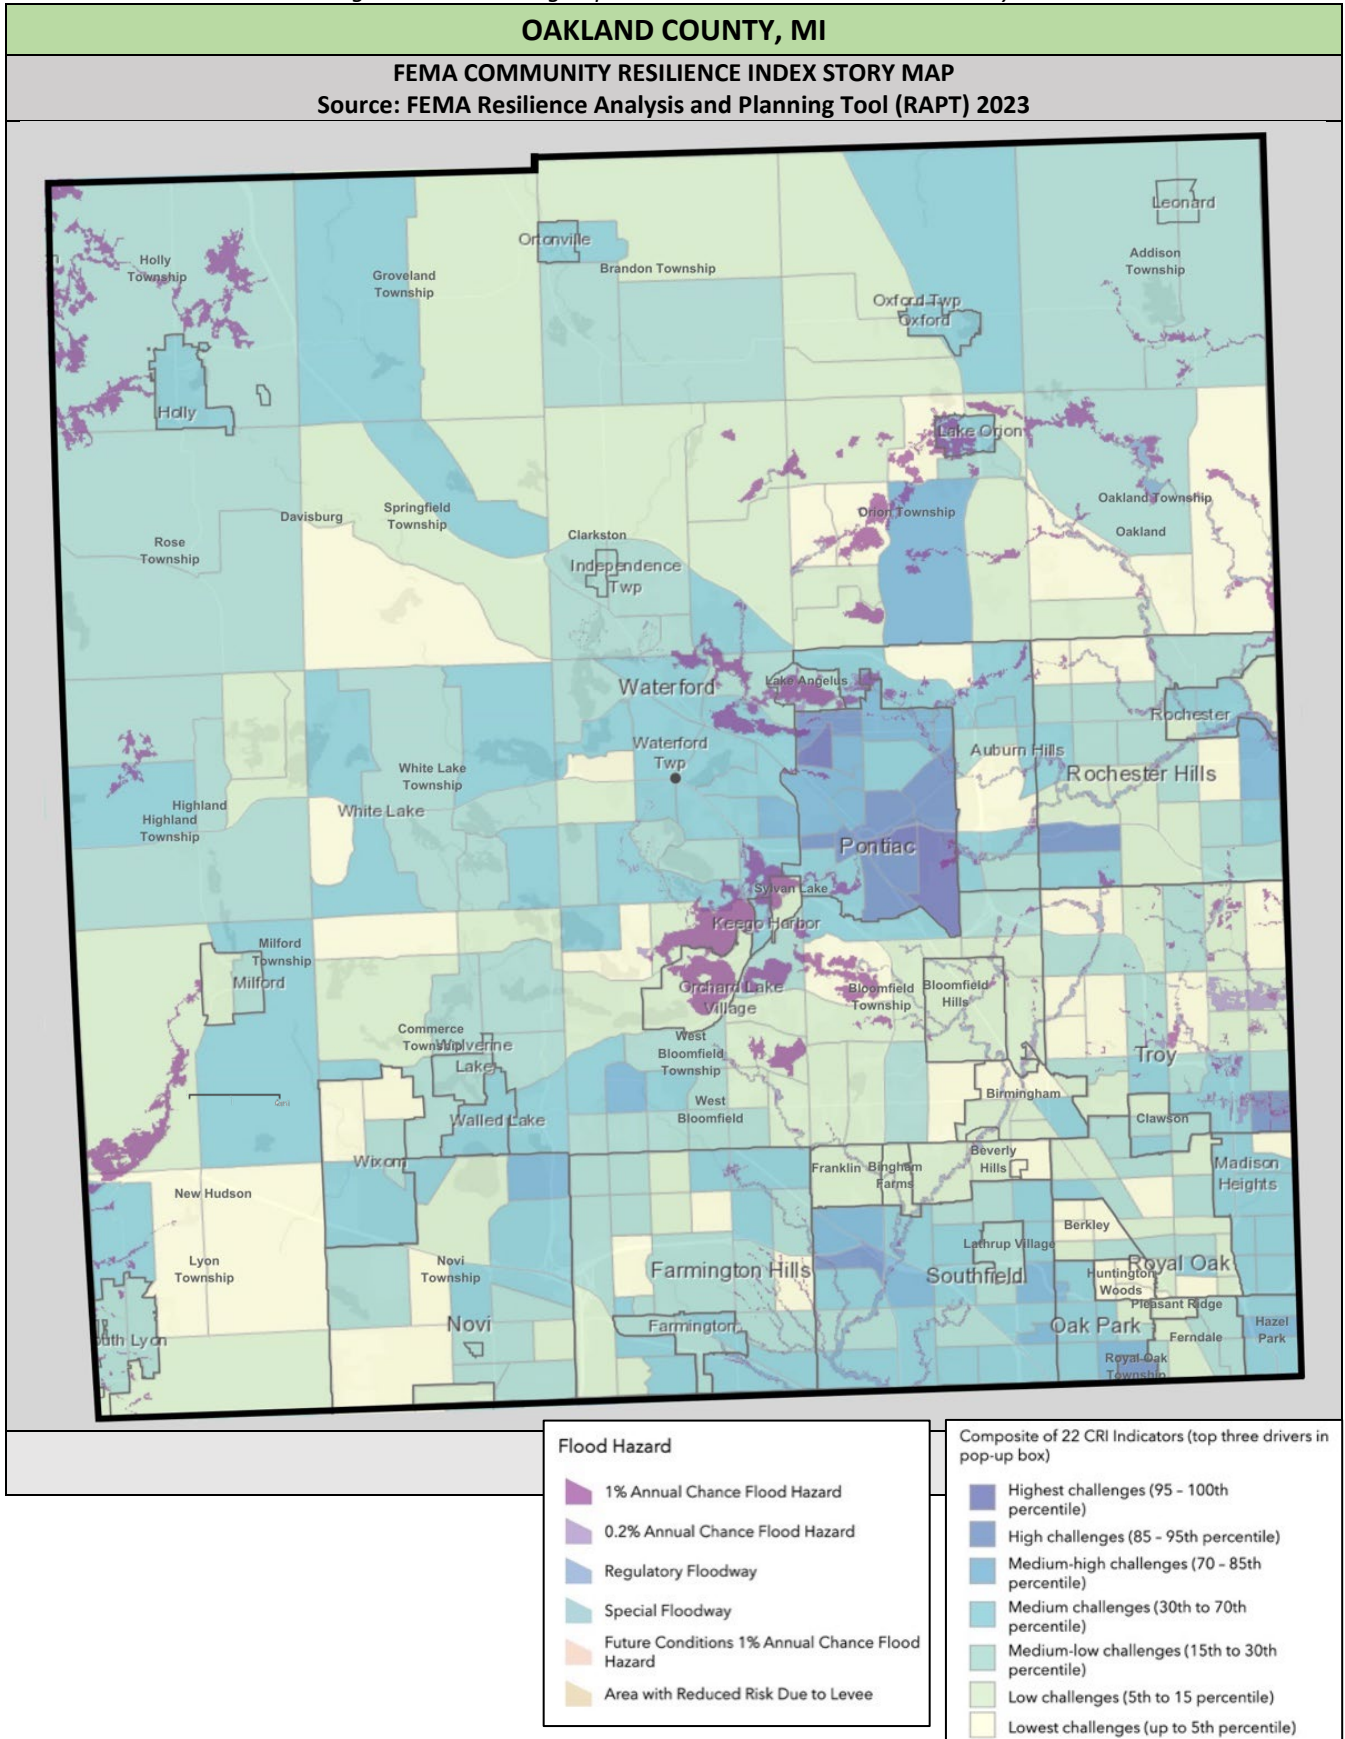 OAKLAND COUNTY, MI
FEMA COMMUNITY RESILIENCE INDEX STORY MAP
Source: FEMA Resilience Analysis and Planning Tool (RAPT) 2023
Leonard
Ortonville
Addison
Township
Holly
Township
Groveland
Township
Brandon Township
Oxford Twp
Oxford
Holly
Lake Orion
Oakland Township
Springfield
Township
Davisburg
Orion Township
Oakland
Clarkston
Rose
Township
Independence
Twp
Waterford
Lake Angelus
Rochester
Waterford
Twp
Auburn Hills
White Lake
Township
Rochester Hills
Highland
Highland
Township
White Lake
Pontiac
Sylvan Lake
Keego Harbor
Milford
Township
Milford
Orchard Lake
Village
Bloomfield
Township
Bloomfield
Hills
Commerce
Township
Wolverine
Lake
West
Bloomfield
Township
Troy
West
Bloomfield
Birmingham
Walled Lake
Clawson
Wixom
Franklin
Bingham
Farms
Beverly
Hills
Madison
Heights
New Hudson
Berkley
Lyon
Township
Novi
Township
Farmington Hills
Lathrup Village
Southfield
Royal Oak
Huntington
Woods
Pleasant Ridge
Novi
Farmington
Oak Park
Ferndale
Hazel
Park
uth Lyon
Royal Oak
Township
Flood Hazard
1% Annual Chance Flood Hazard
0.2% Annual Chance Flood Hazard
Regulatory Floodway
Special Floodway
Future Conditions 1% Annual Chance Flood
Hazard
Area with Reduced Risk Due to Levee
Composite of 22 CRI Indicators (top three drivers in
pop-up box)
Highest challenges (95 - 100th
percentile)
High challenges (85 - 95th percentile)
Medium-high challenges (70 - 85th
percentile)
Medium challenges (30th to 70th
percentile)
Medium-low challenges (15th to 30th
percentile)
Low challenges (5th to 15 percentile)
Lowest challenges (up to 5th percentile)